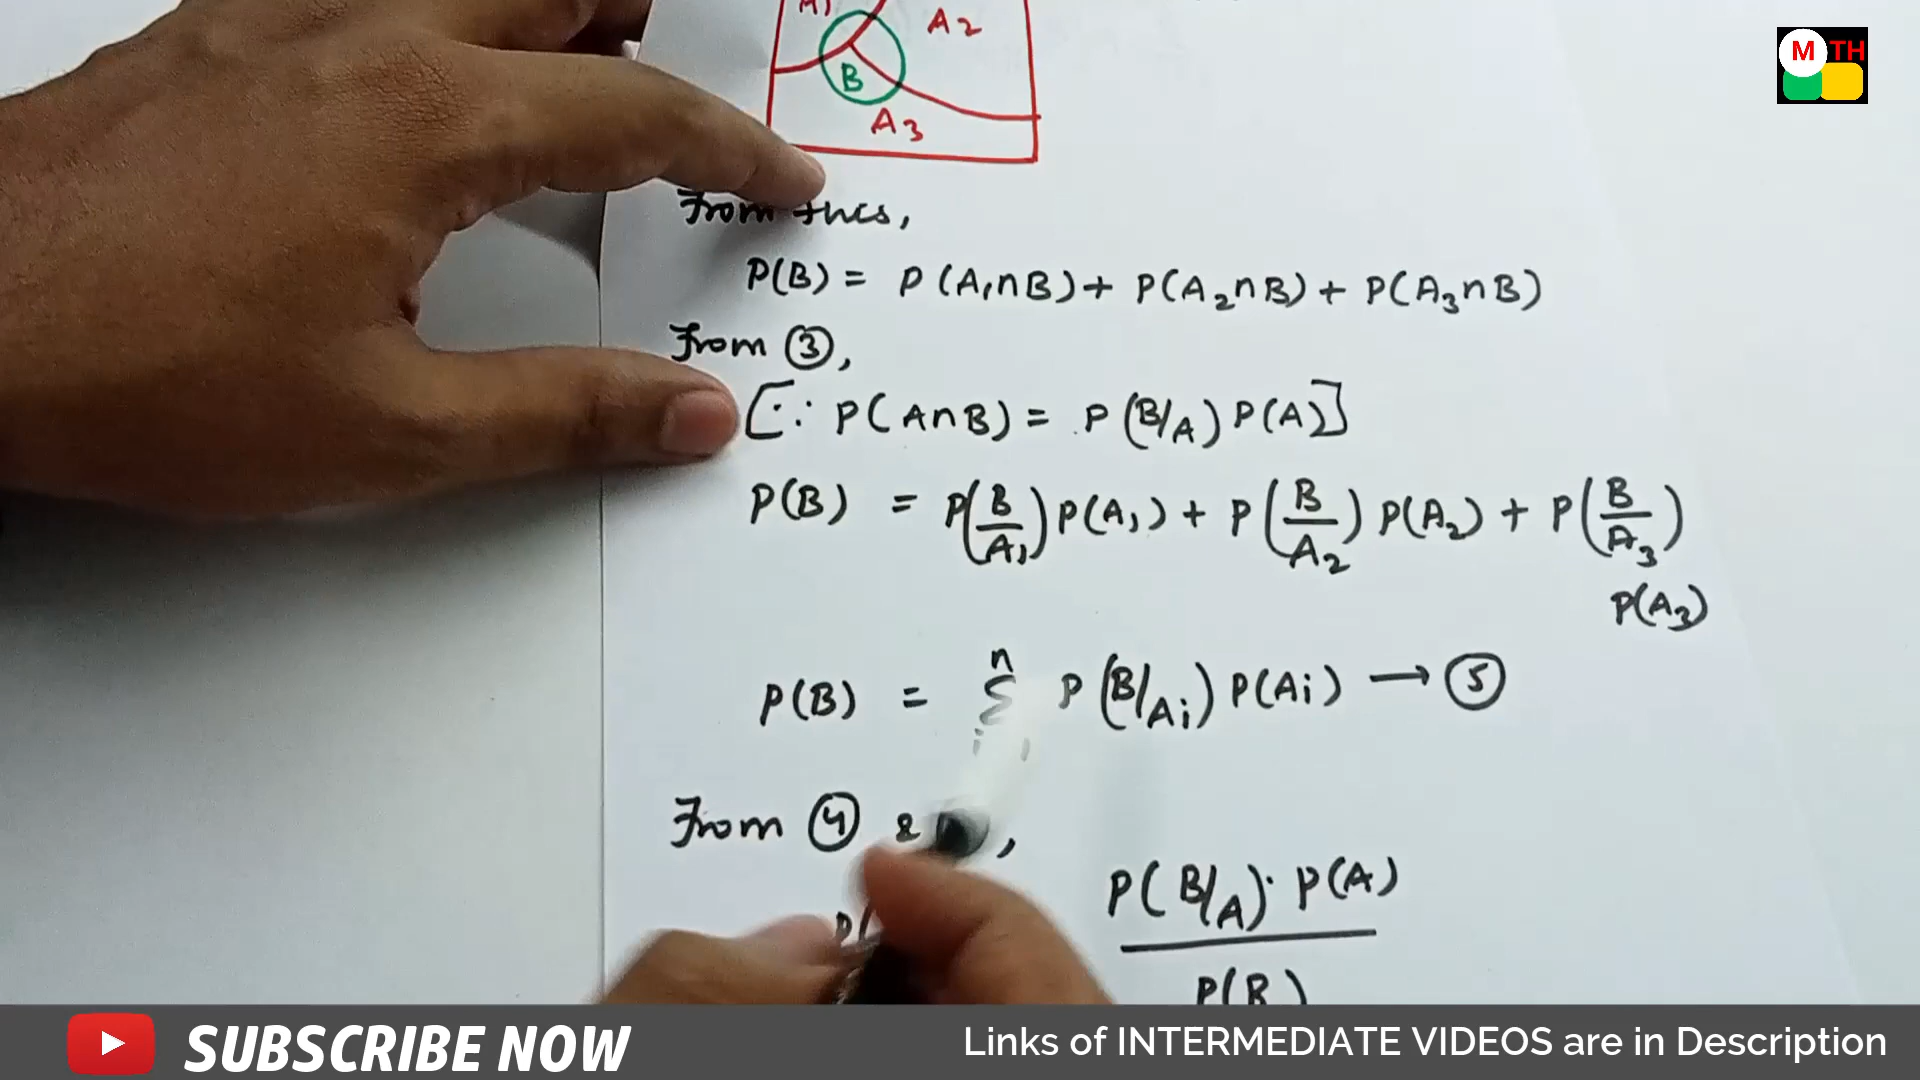 A1 A2
M TH
B
A3
From this,
P(B) = P(A1∩B) + P(A2∩B) + P(A3∩B)
From ③,
[∵ P(A∩B) = P(B/A) P(A)]
P(B) = P(B/A1) P(A1) + P(B/A2) P(A2) + P(B/A3)
P(A3)
P(B) = n Σ P(B/Ai) P(Ai) → ⑤
From ④ & ,
P(B/A)· P(A)
P(B)
SUBSCRIBE NOW
Links of INTERMEDIATE VIDEOS are in Description